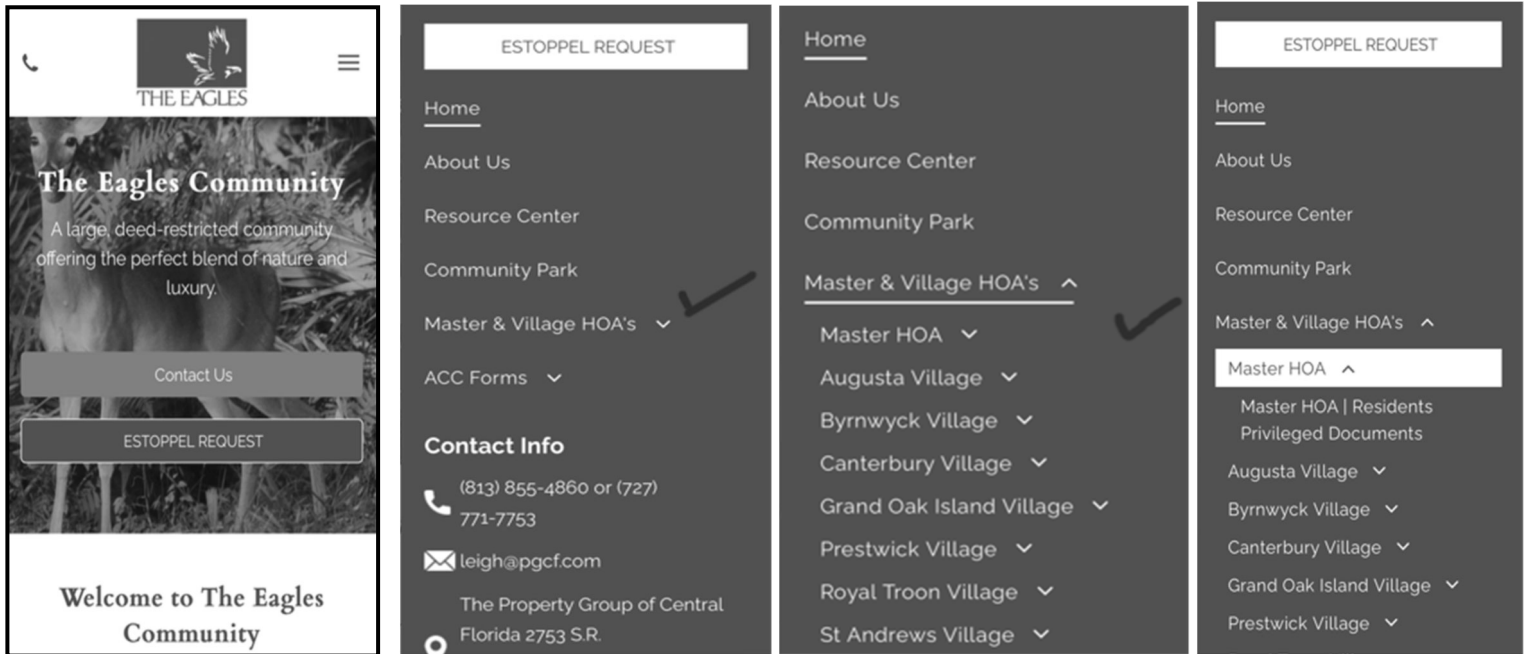 THE EAGLES
The Eagles Community
A large, deed-restricted community
offering the perfect blend of nature and
luxury.
Contact Us
ESTOPPEL REQUEST
Welcome to The Eagles
Community
ESTOPPEL REQUEST
Home
About Us
Resource Center
Community Park
Master & Village HOA's
ACC Forms
Contact Info
(813) 855-4860 or (727)
771-7753
leigh@pgcf.com
The Property Group of Central
Florida 2753 S.R.
Home
About Us
Resource Center
Community Park
Master & Village HOA's
Master HOA
Augusta Village
Byrnwyck Village
Canterbury Village
Grand Oak Island Village
Prestwick Village
Royal Troon Village
St Andrews Village
ESTOPPEL REQUEST
Home
About Us
Resource Center
Community Park
Master & Village HOA's
Master HOA
Master HOA | Residents
Privileged Documents
Augusta Village
Byrnwyck Village
Canterbury Village
Grand Oak Island Village
Prestwick Village